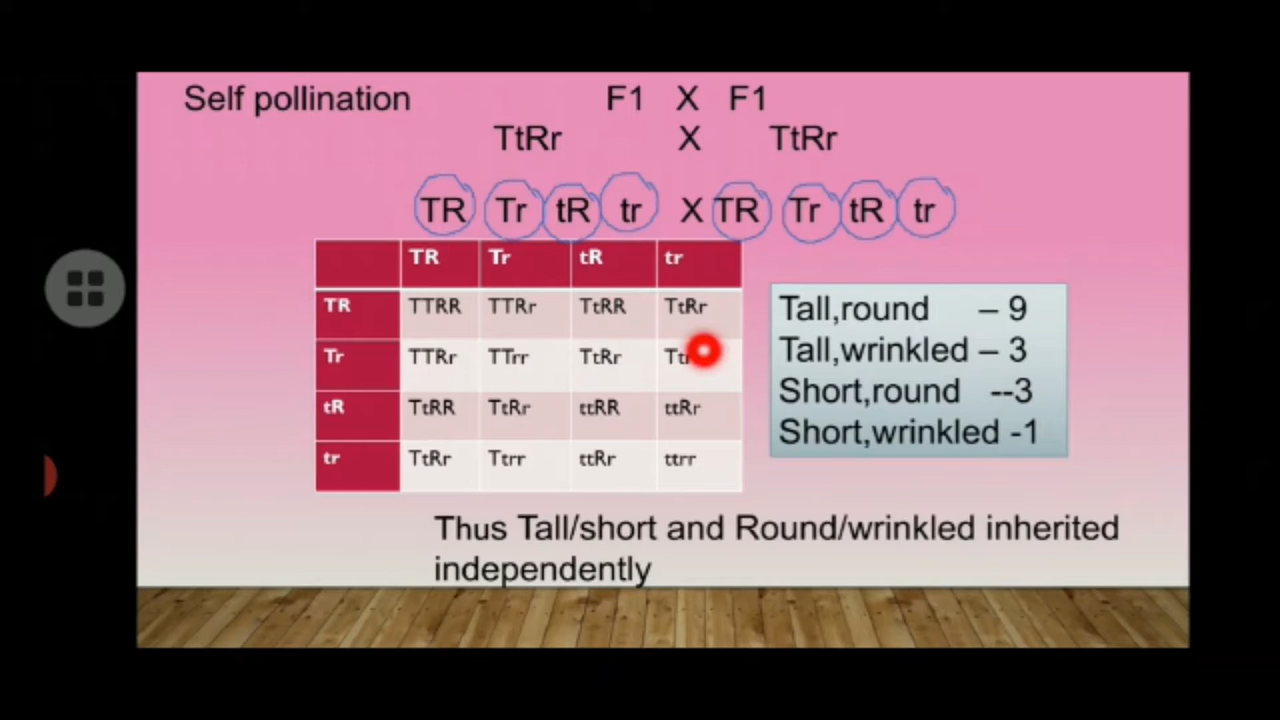 Self pollination F1 X F1
TtRr X TtRr
TR Tr tR tr X TR Tr tR tr
TR Tr tR tr
TR TTRR TTRr TtRR TtRr
Tr TTRr TTrr TtRr
tR TtRR TtRr ttRR ttRr
tr TtRr Ttrr ttRr ttrr
Tall,round – 9
Tall,wrinkled – 3
Short,round --3
Short,wrinkled -1
Thus Tall/short and Round/wrinkled inherited
independently